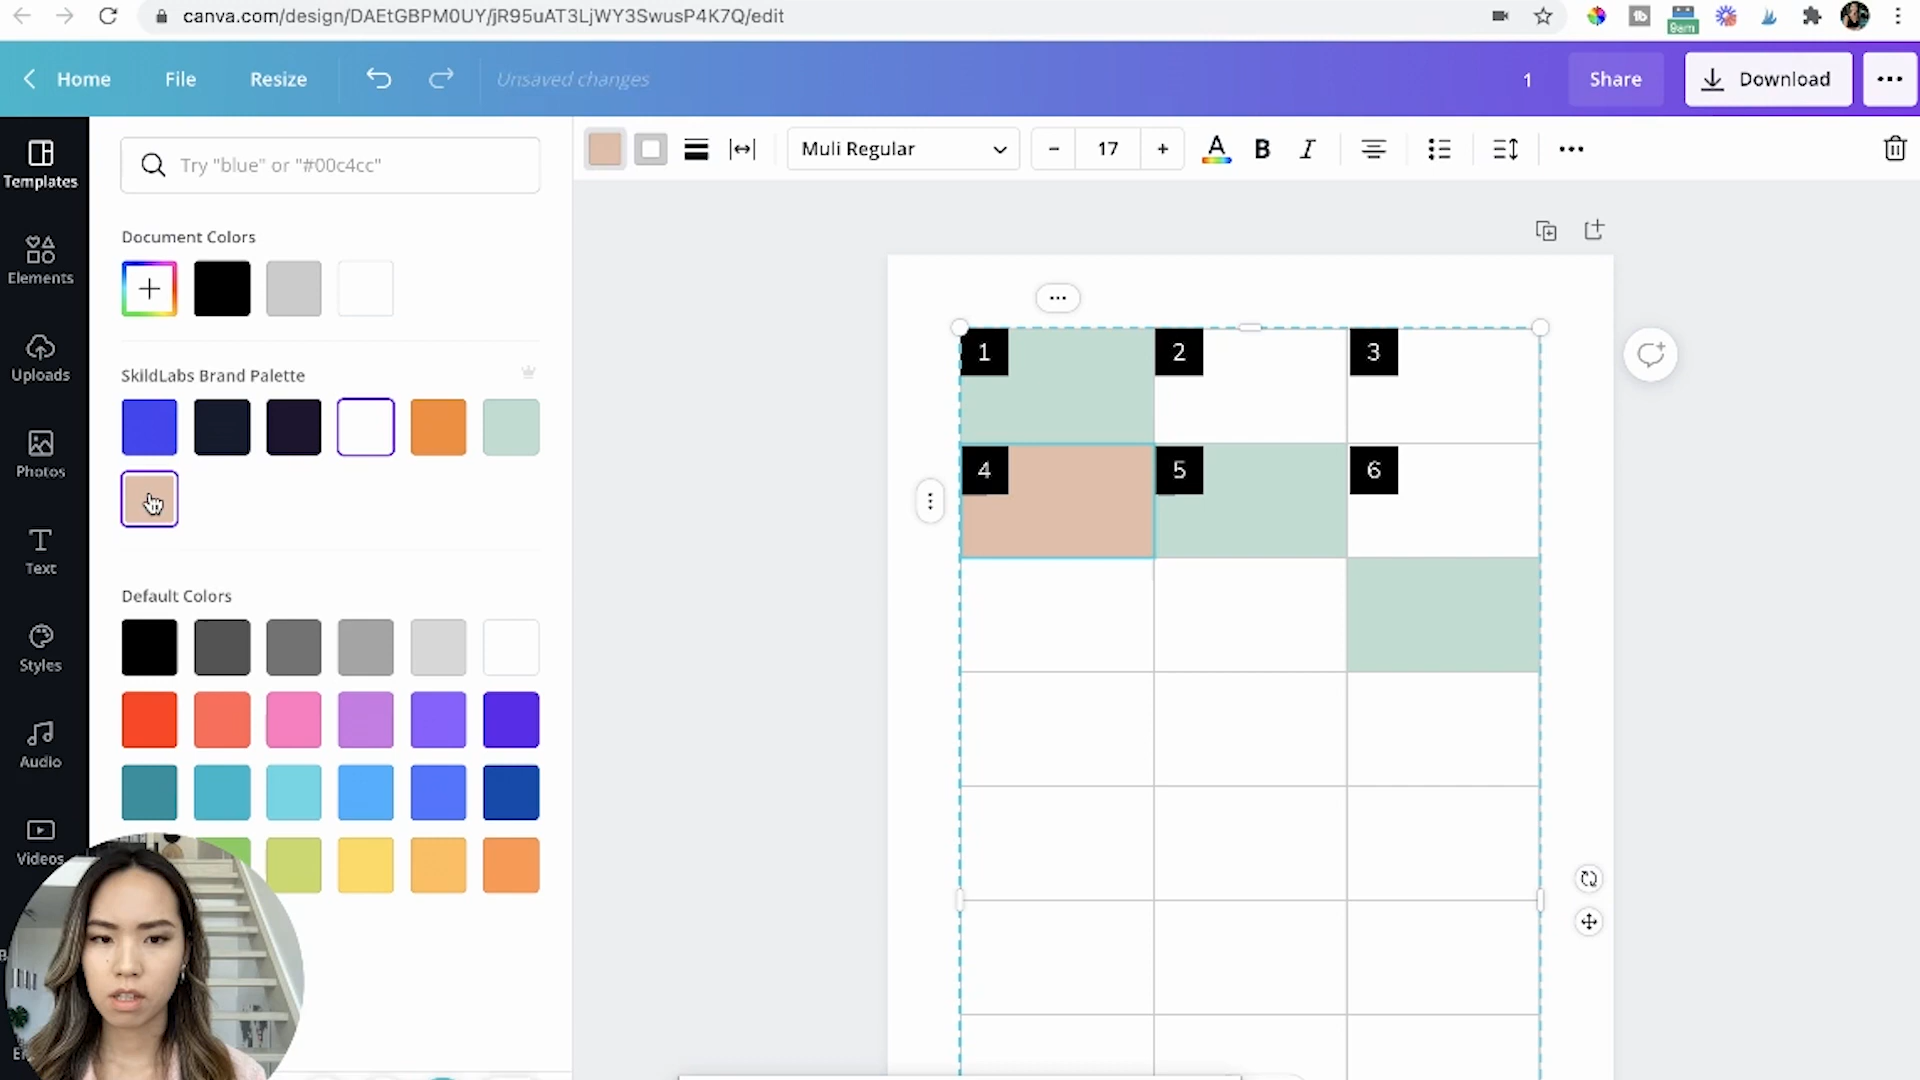 canva.com/design/DAEtGBPM0UY/jR95uAT3LjWY3SwusP4K7Q/edit
9am
Home
File
Resize
Unsaved changes
1
Share
Download
Templates
Elements
Uploads
Photos
Text
Styles
Audio
Videos
Try "blue" or "#00c4cc"
Document Colors
SkildLabs Brand Palette
Default Colors
Muli Regular
17
A
B
I
1
2
3
4
5
6